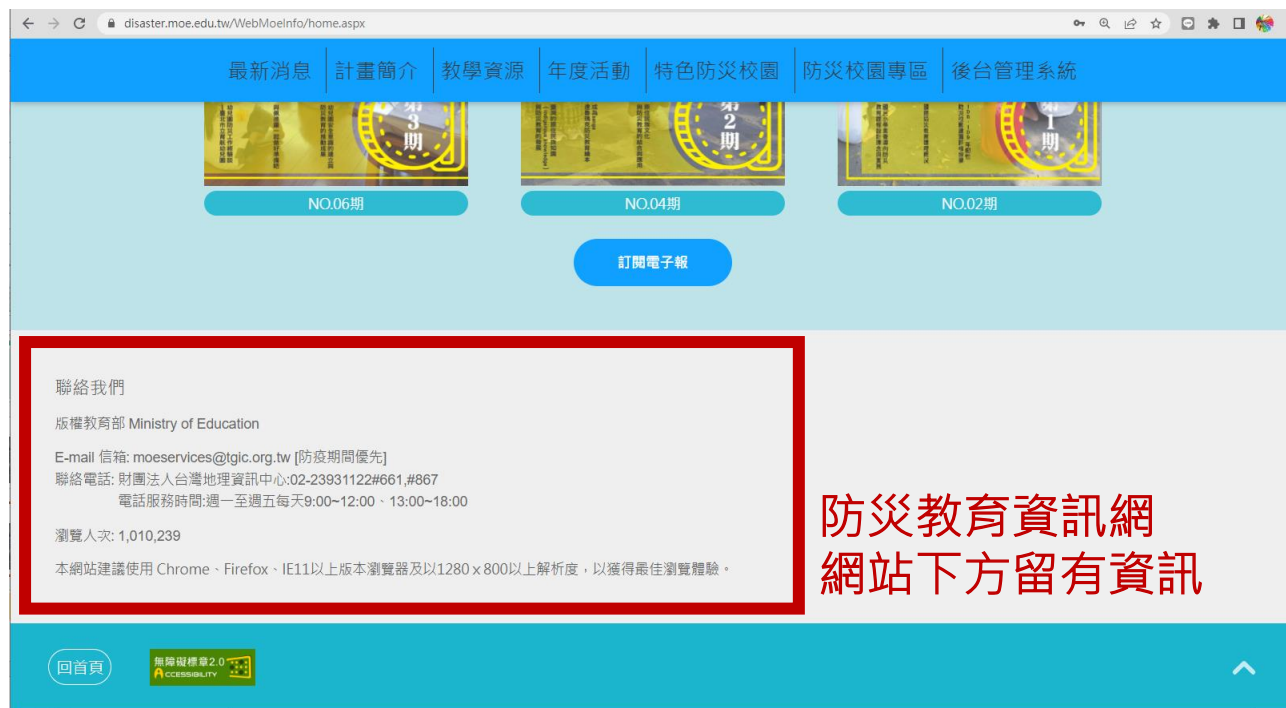 disaster.moe.edu.tw/WebMoeInfo/home.aspx
最新消息 計畫簡介 教學資源 年度活動 特色防災校園 防災校園專區 後台管理系統
第3期
第2期
第1期
NO.06期 NO.04期 NO.02期
訂閱電子報
聯絡我們
版權教育部 Ministry of Education
E-mail 信箱: moeservices@tgic.org.tw [防疫期間優先]
聯絡電話: 財團法人台灣地理資訊中心:02-23931122#661,#867
電話服務時間:週一至週五每天9:00~12:00、13:00~18:00
瀏覽人次: 1,010,239
本網站建議使用 Chrome、Firefox、IE11以上版本瀏覽器及以1280 x 800以上解析度，以獲得最佳瀏覽體驗。
防災教育資訊網
網站下方留有資訊
回首頁
無障礙標章2.0
ACCESSIBILITY